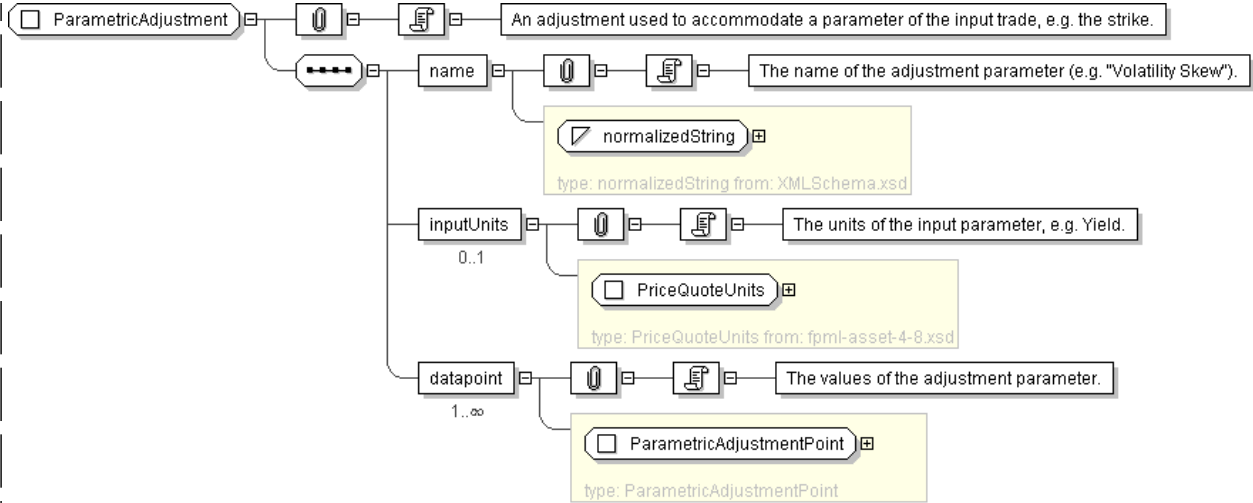 ParametricAdjustment
An adjustment used to accommodate a parameter of the input trade, e.g. the strike.
name
The name of the adjustment parameter (e.g. "Volatility Skew").
normalizedString
type: normalizedString from: XMLSchema.xsd
inputUnits
The units of the input parameter, e.g. Yield.
0..1
PriceQuoteUnits
type: PriceQuoteUnits from: fpml-asset-4-8.xsd
datapoint
The values of the adjustment parameter.
1..∞
ParametricAdjustmentPoint
type: ParametricAdjustmentPoint